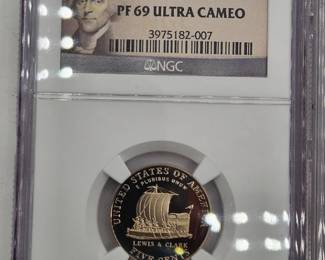 PF 69 ULTRA CAMEO
3975182-007
NGC
UNITED STATES OF AMERICA
E PLURIBUS UNUM
LEWIS & CLARK
FIVE CENTS